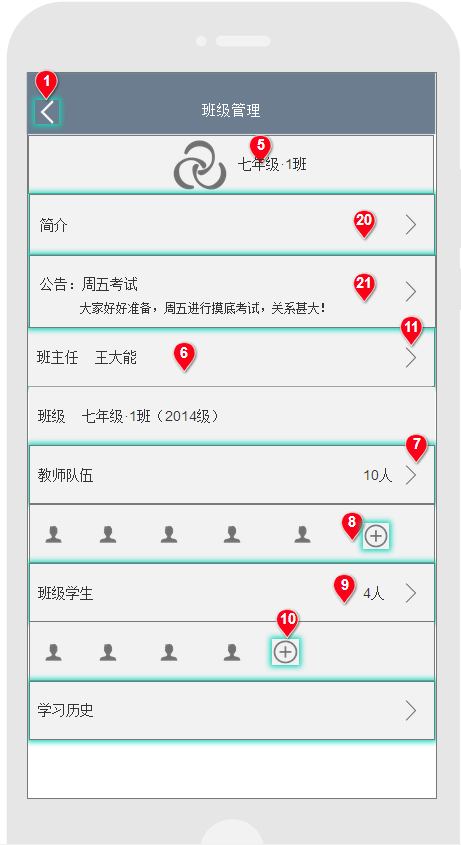 1
班级管理
5
七年级·1班
简介
20
公告：周五考试
21
大家好好准备，周五进行摸底考试，关系甚大！
11
班主任 王大能
6
班级 七年级·1班（2014级）
7
教师队伍 10人
8
班级学生 4人
9
10
学习历史